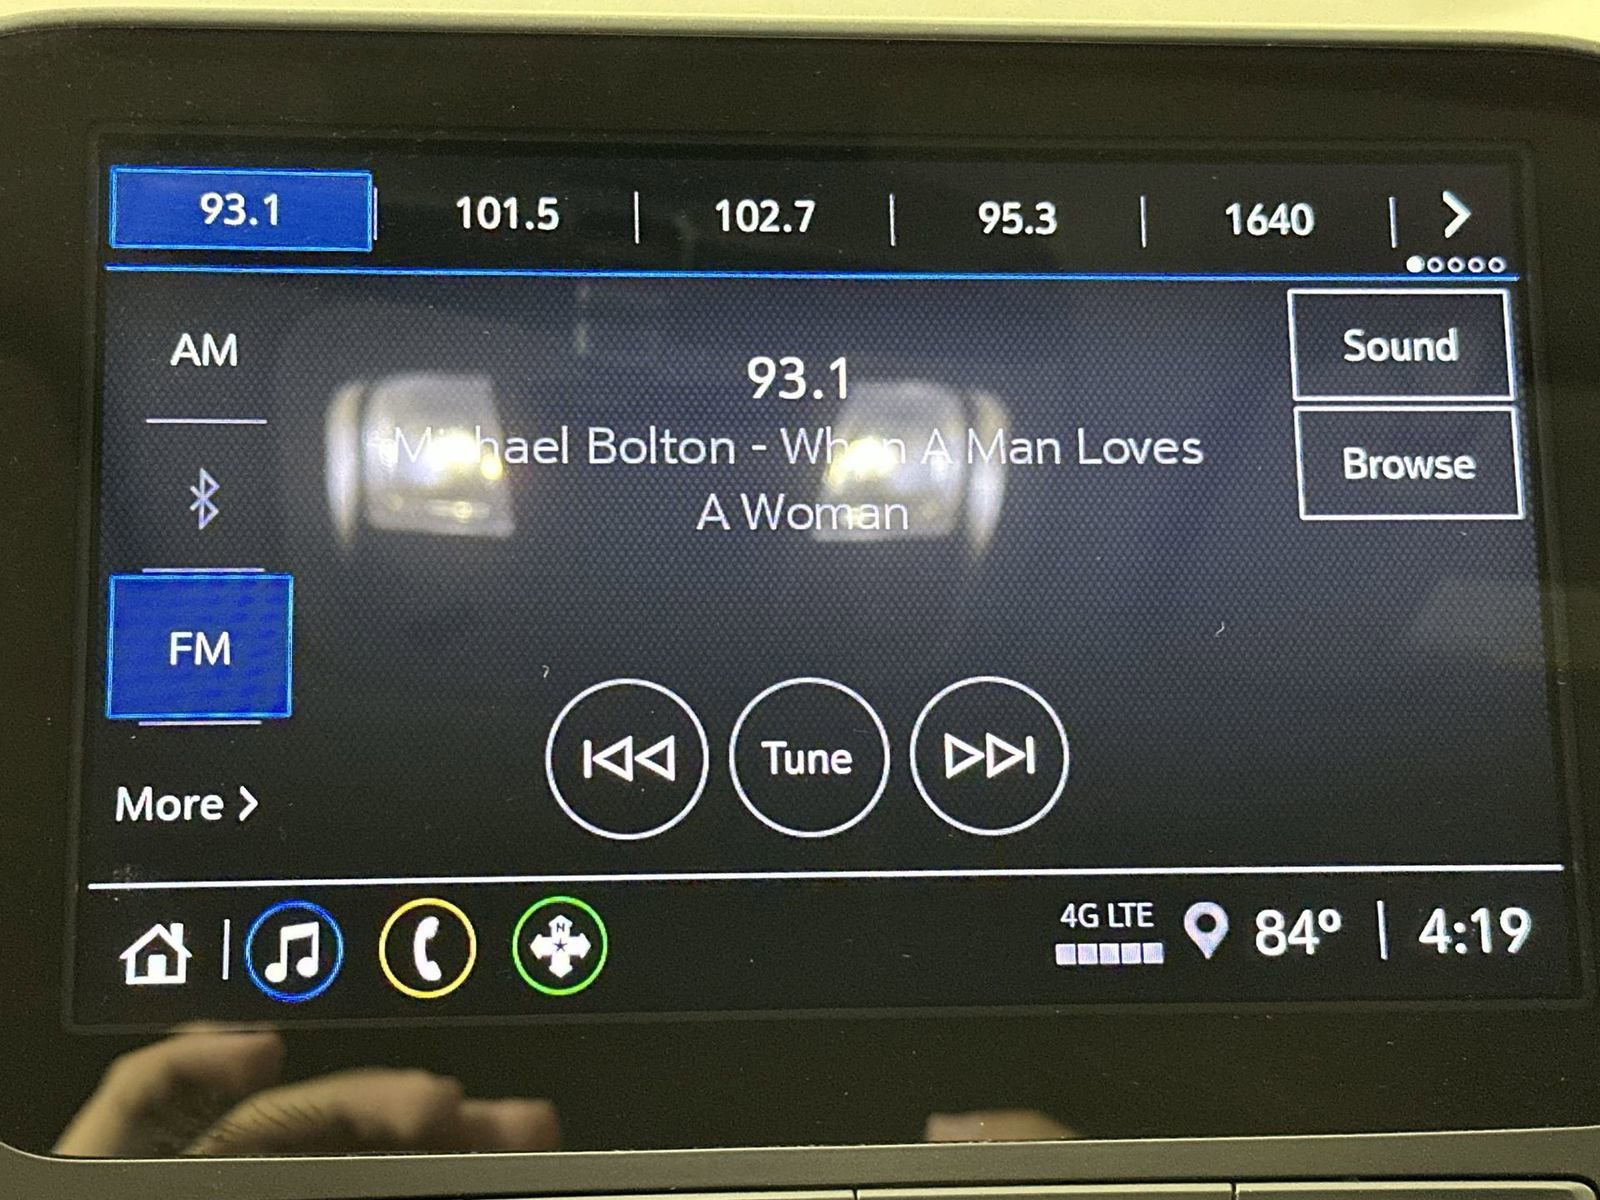 93.1 101.5 102.7 95.3 1640
AM
Sound
93.1
Michael Bolton - When A Man Loves
A Woman
Browse
FM
Tune
More
4G LTE
N
84° 4:19